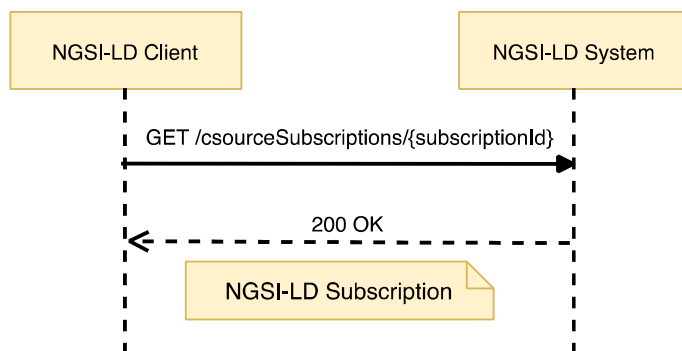 NGSI-LD Client
NGSI-LD System
GET /csourceSubscriptions/{subscriptionId}
200 OK
NGSI-LD Subscription